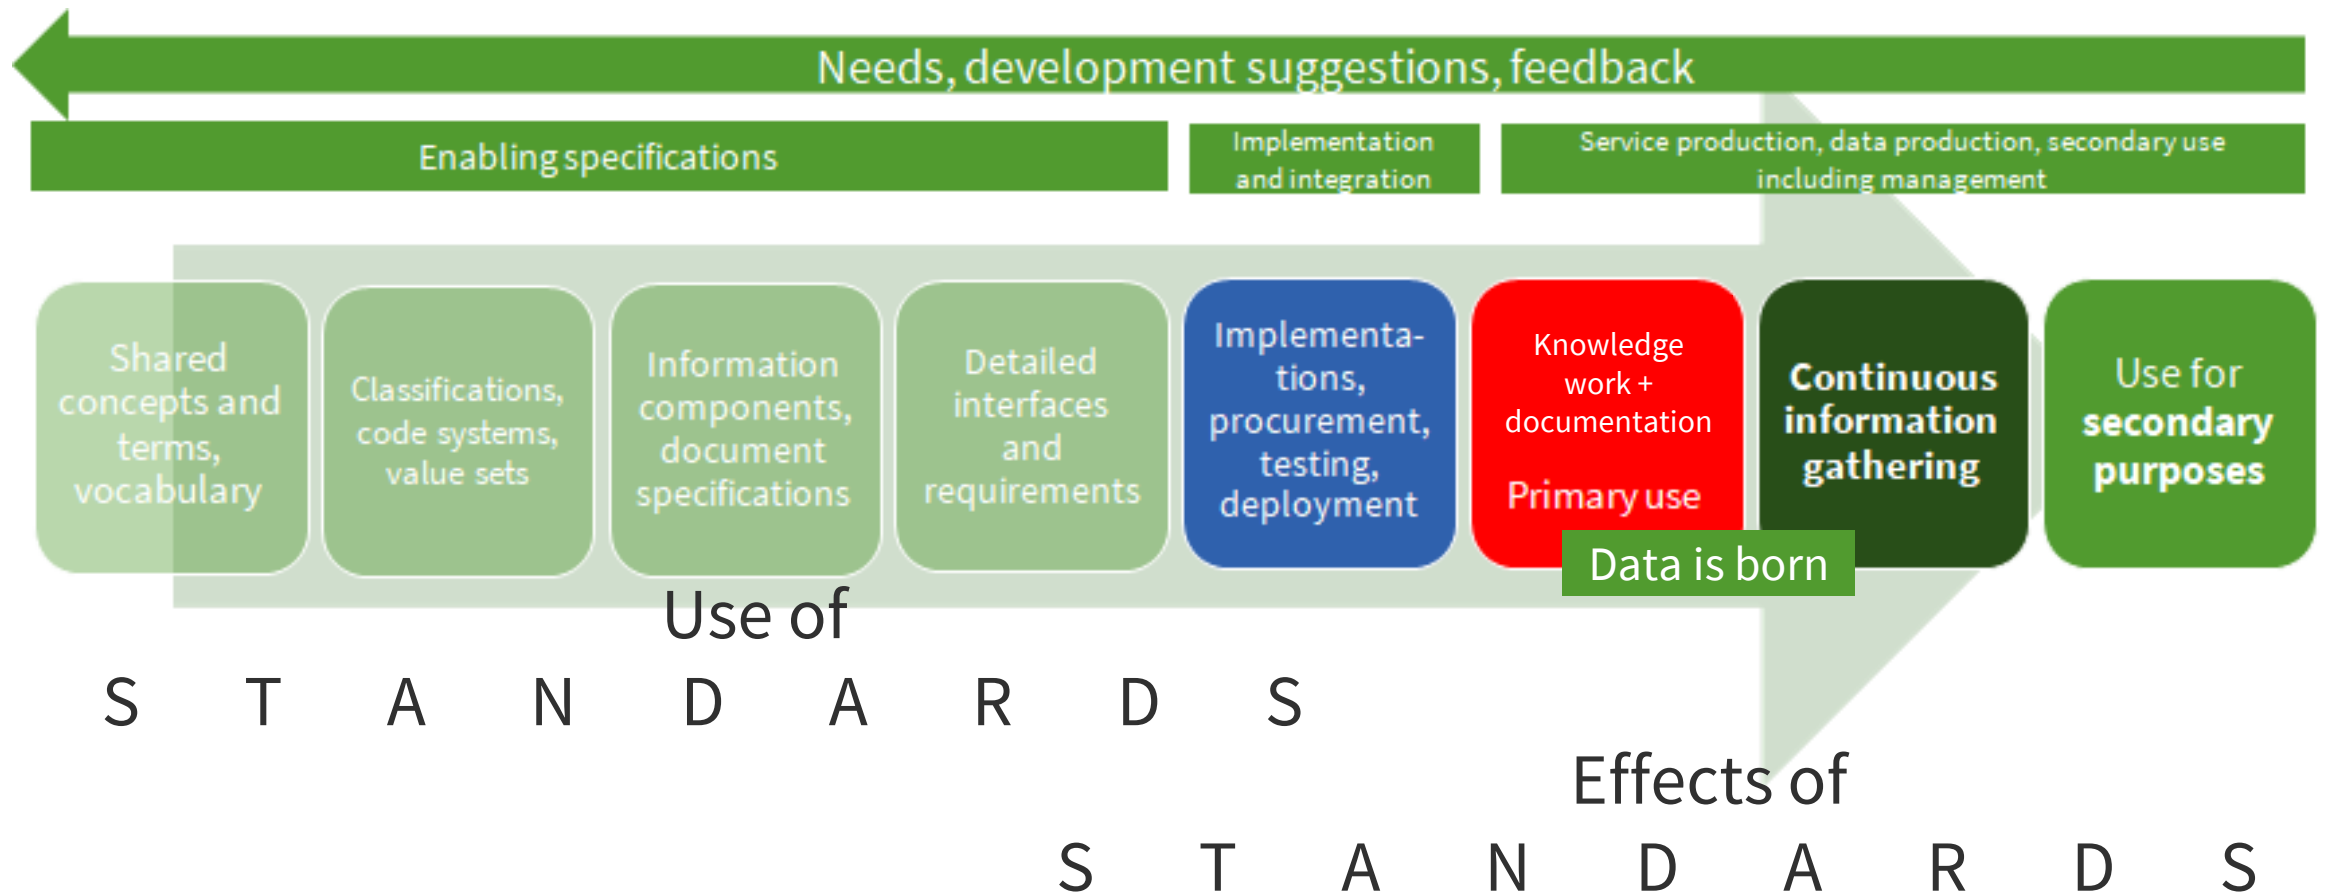 Needs, development suggestions, feedback
Enabling specifications
Implementation
and integration
Service production, data production, secondary use
including management
Shared
concepts and
terms,
vocabulary
Classifications,
code systems,
value sets
Information
components,
document
specifications
Detailed
interfaces
and
requirements
Implementa-
tions,
procurement,
testing,
deployment
Knowledge
work +
documentation
Primary use
Continuous
information
gathering
Use for
secondary
purposes
Data is born
Use of
S T A N D A R D S
Effects of
S T A N D A R D S